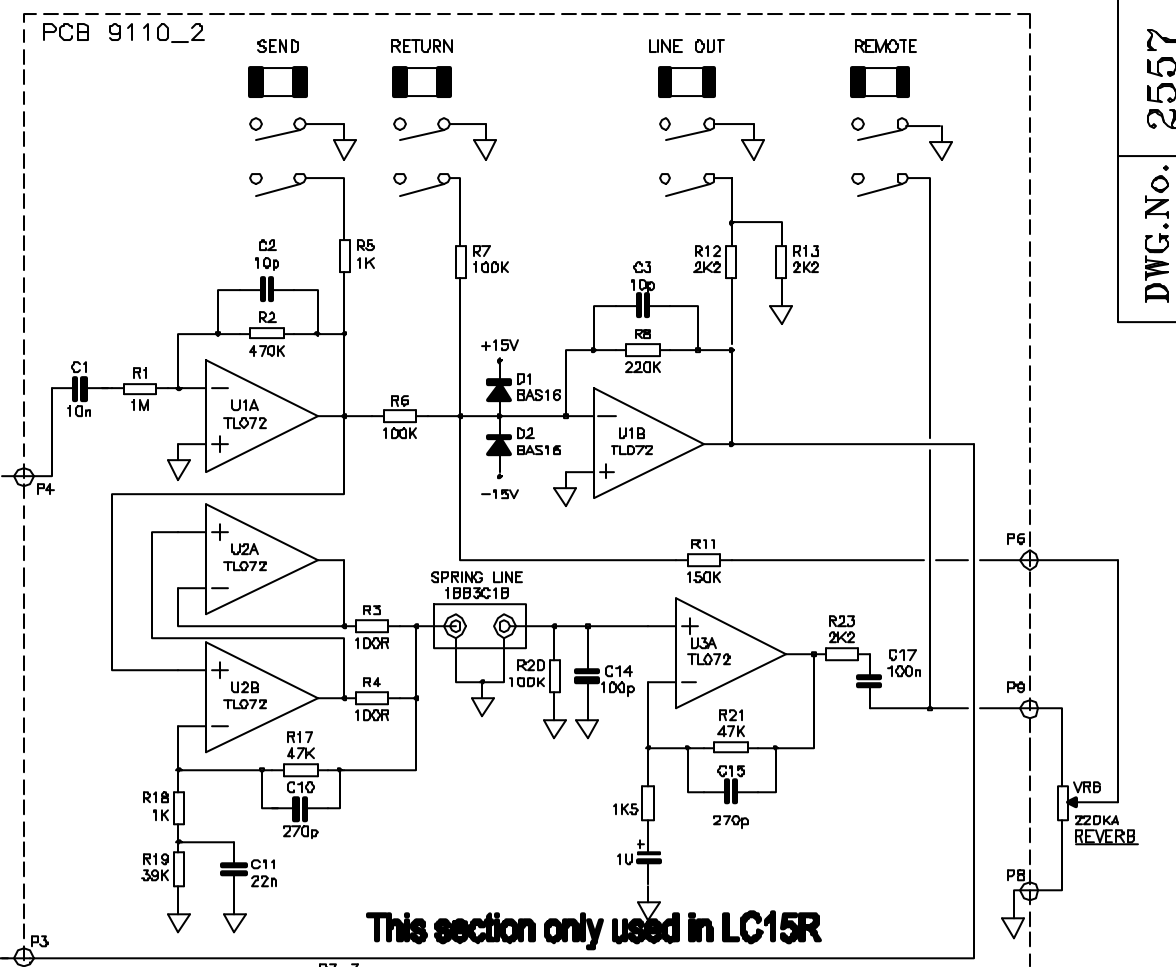 PCB 9110_2
SEND
RETURN
LINE OUT
REMOTE
DWG.No. 2557
C2
10p
R5
1K
R7
100K
R12
2K2
R13
2K2
C3
10p
R2
470K
R8
220K
+15V
C1
10n
R1
1M
D1
BAS16
U1A
TL072
R6
100K
D2
BAS16
U1B
TL072
-15V
P4
U2A
TL072
R11
150K
P6
SPRING LINE
1BB3C1B
R3
100R
U3A
TL072
R23
2K2
C17
100n
R20
100K
C14
100p
U2B
TL072
R4
100R
P9
R21
47K
R17
47K
C10
270p
C15
270p
R18
1K
1K5
VRB
220KA
REVERB
R19
39K
C11
22n
+
1U
P8
This section only used in LC15R
P3